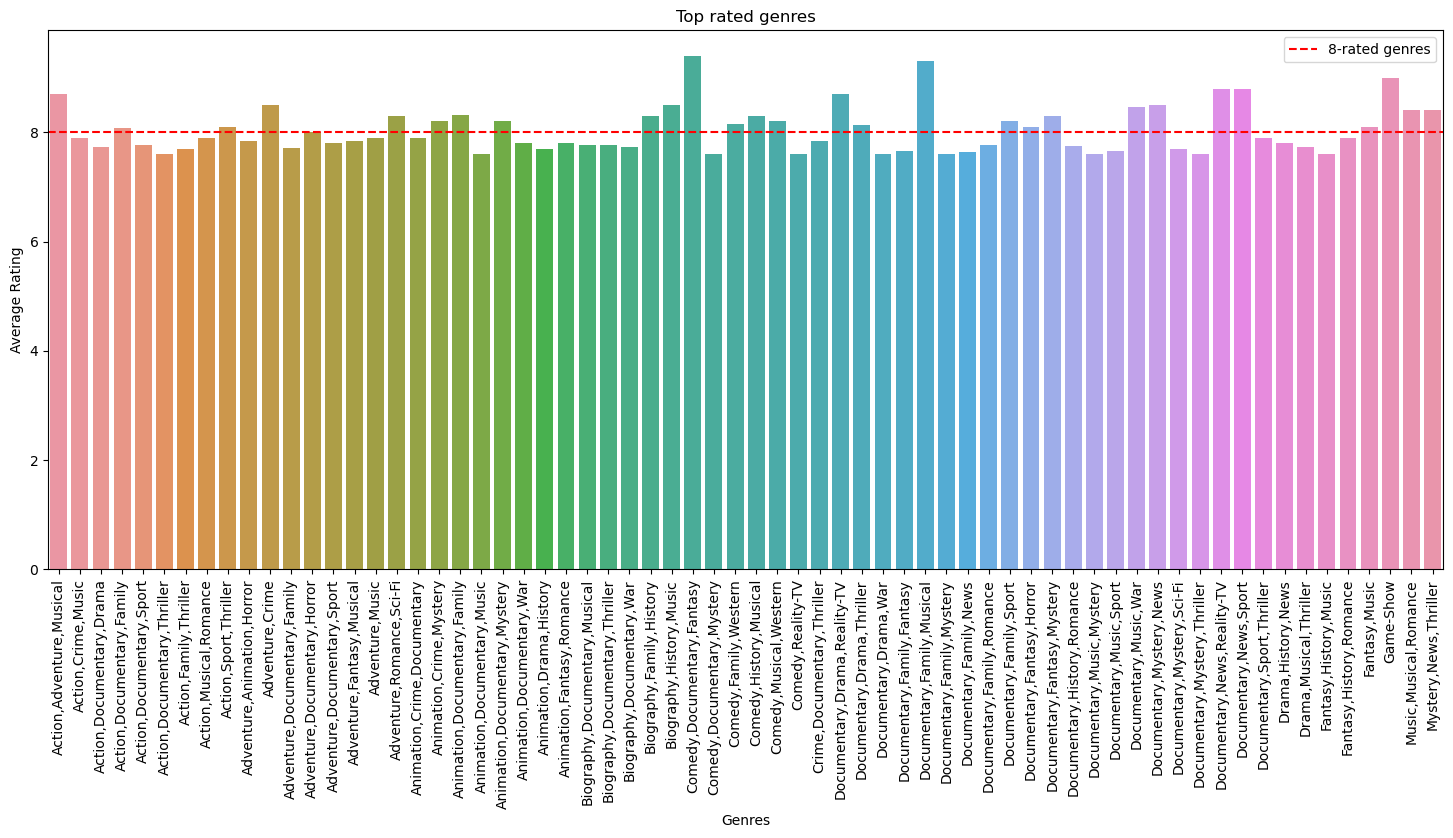 Top rated genres
8-rated genres
Average Rating
8
6
4
2
0
Action,Adventure,Musical
Action,Crime,Music
Action,Documentary,Drama
Action,Documentary,Family
Action,Documentary,Sport
Action,Documentary,Thriller
Action,Family,Thriller
Action,Musical,Romance
Action,Sport,Thriller
Adventure,Animation,Horror
Adventure,Crime
Adventure,Documentary,Family
Adventure,Documentary,Horror
Adventure,Documentary,Sport
Adventure,Fantasy,Musical
Adventure,Music
Adventure,Romance,Sci-Fi
Animation,Crime,Documentary
Animation,Crime,Mystery
Animation,Documentary,Family
Animation,Documentary,Music
Animation,Documentary,Mystery
Animation,Documentary,War
Animation,Drama,History
Animation,Fantasy,Romance
Biography,Documentary,Musical
Biography,Documentary,Thriller
Biography,Documentary,War
Biography,Family,History
Biography,History,Music
Comedy,Documentary,Fantasy
Comedy,Documentary,Mystery
Comedy,Family,Western
Comedy,History,Musical
Comedy,Musical,Western
Comedy,Reality-TV
Crime,Documentary,Thriller
Documentary,Drama,Reality-TV
Documentary,Drama,Thriller
Documentary,Drama,War
Documentary,Family,Fantasy
Documentary,Family,Musical
Documentary,Family,Mystery
Documentary,Family,News
Documentary,Family,Romance
Documentary,Family,Sport
Documentary,Fantasy,Horror
Documentary,Fantasy,Mystery
Documentary,History,Romance
Documentary,Music,Mystery
Documentary,Music,Sport
Documentary,Music,War
Documentary,Mystery,News
Documentary,Mystery,Sci-Fi
Documentary,Mystery,Thriller
Documentary,News,Reality-TV
Documentary,News,Sport
Documentary,Sport,Thriller
Drama,History,News
Drama,Musical,Thriller
Fantasy,History,Music
Fantasy,History,Romance
Fantasy,Music
Game-Show
Music,Musical,Romance
Mystery,News,Thriller
Genres